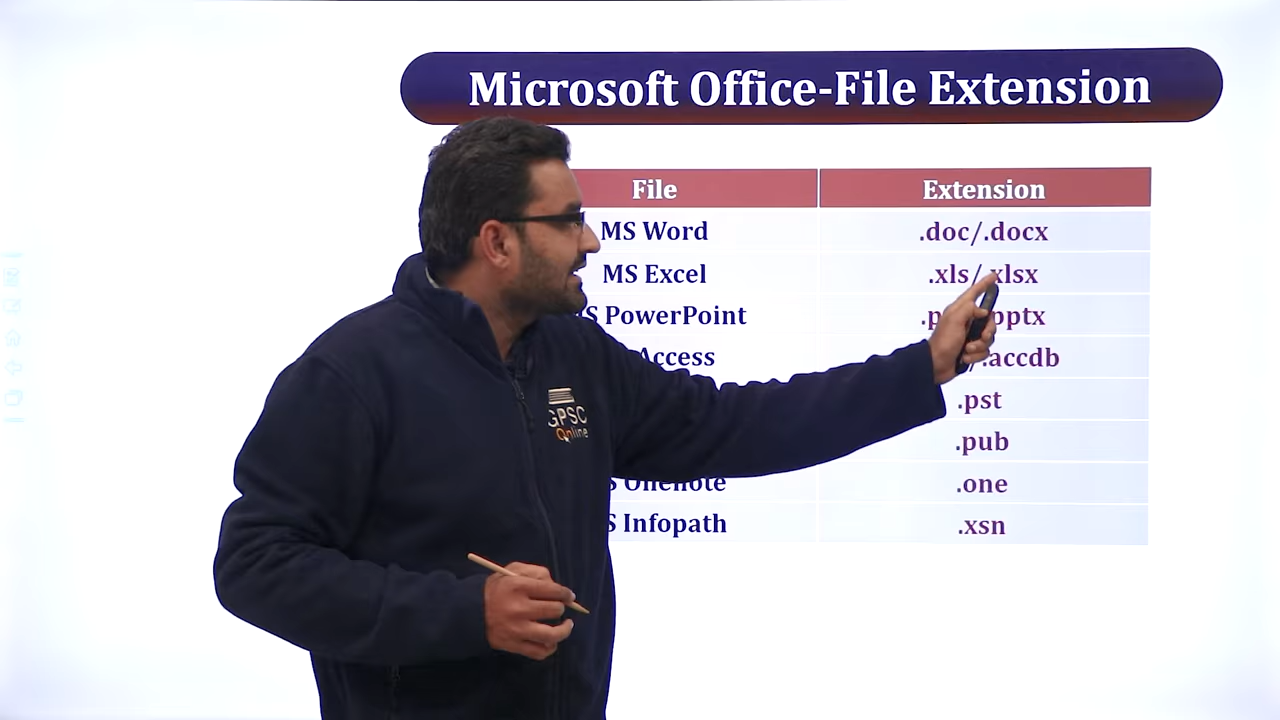 Microsoft Office-File Extension
File Extension
MS Word .doc/.docx
MS Excel .xls/.xlsx
PowerPoint
Access .accdb
.pst
.pub
.one
Infopath .xsn
GPSC
Online